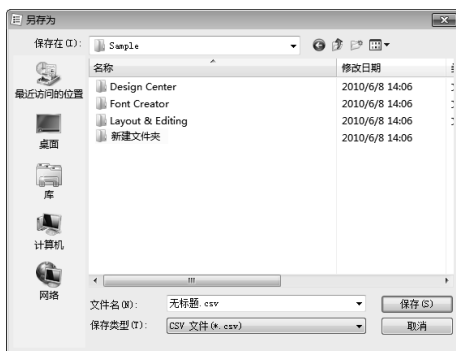 另存为
保存在(I):
Sample
名称
修改日期
Design Center
2010/6/8 14:06
Font Creator
2010/6/8 14:06
Layout & Editing
2010/6/8 14:06
新建文件夹
2010/6/8 14:06
最近访问的位置
桌面
库
计算机
网络
文件名(N):
无标题.csv
保存(S)
保存类型(T):
CSV 文件(*.csv)
取消